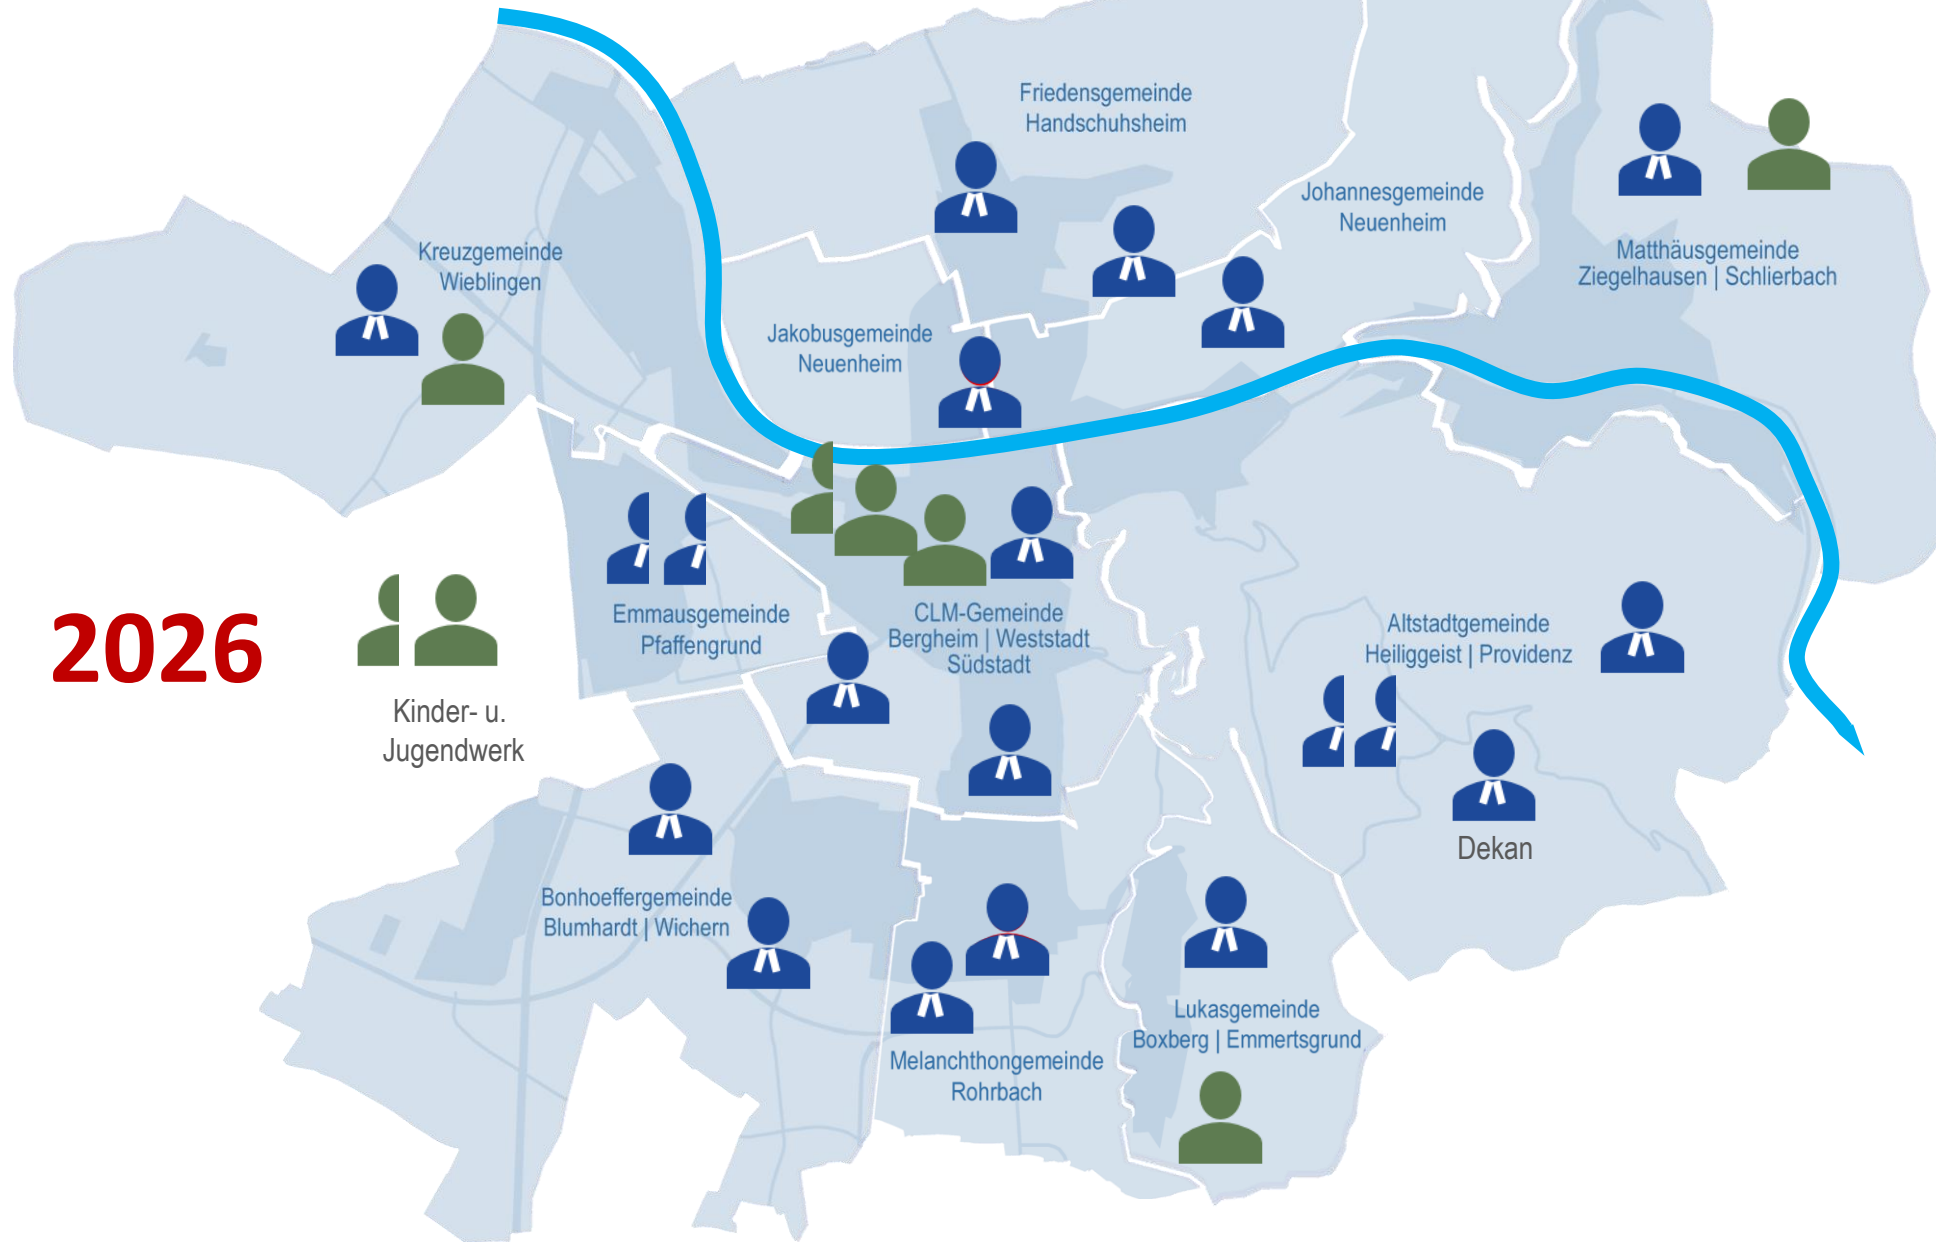 Friedensgemeinde
Handschuhsheim
Johannesgemeinde
Neuenheim
Matthäusgemeinde
Ziegelhausen | Schlierbach
Kreuzgemeinde
Wieblingen
Jakobusgemeinde
Neuenheim
2026
Kinder- u.
Jugendwerk
Emmausgemeinde
Pfaffengrund
CLM-Gemeinde
Bergheim | Weststadt
Südstadt
Altstadtgemeinde
Heiliggeist | Providenz
Dekan
Bonhoeffergemeinde
Blumhardt | Wichern
Melanchthongemeinde
Rohrbach
Lukasgemeinde
Boxberg | Emmertsgrund